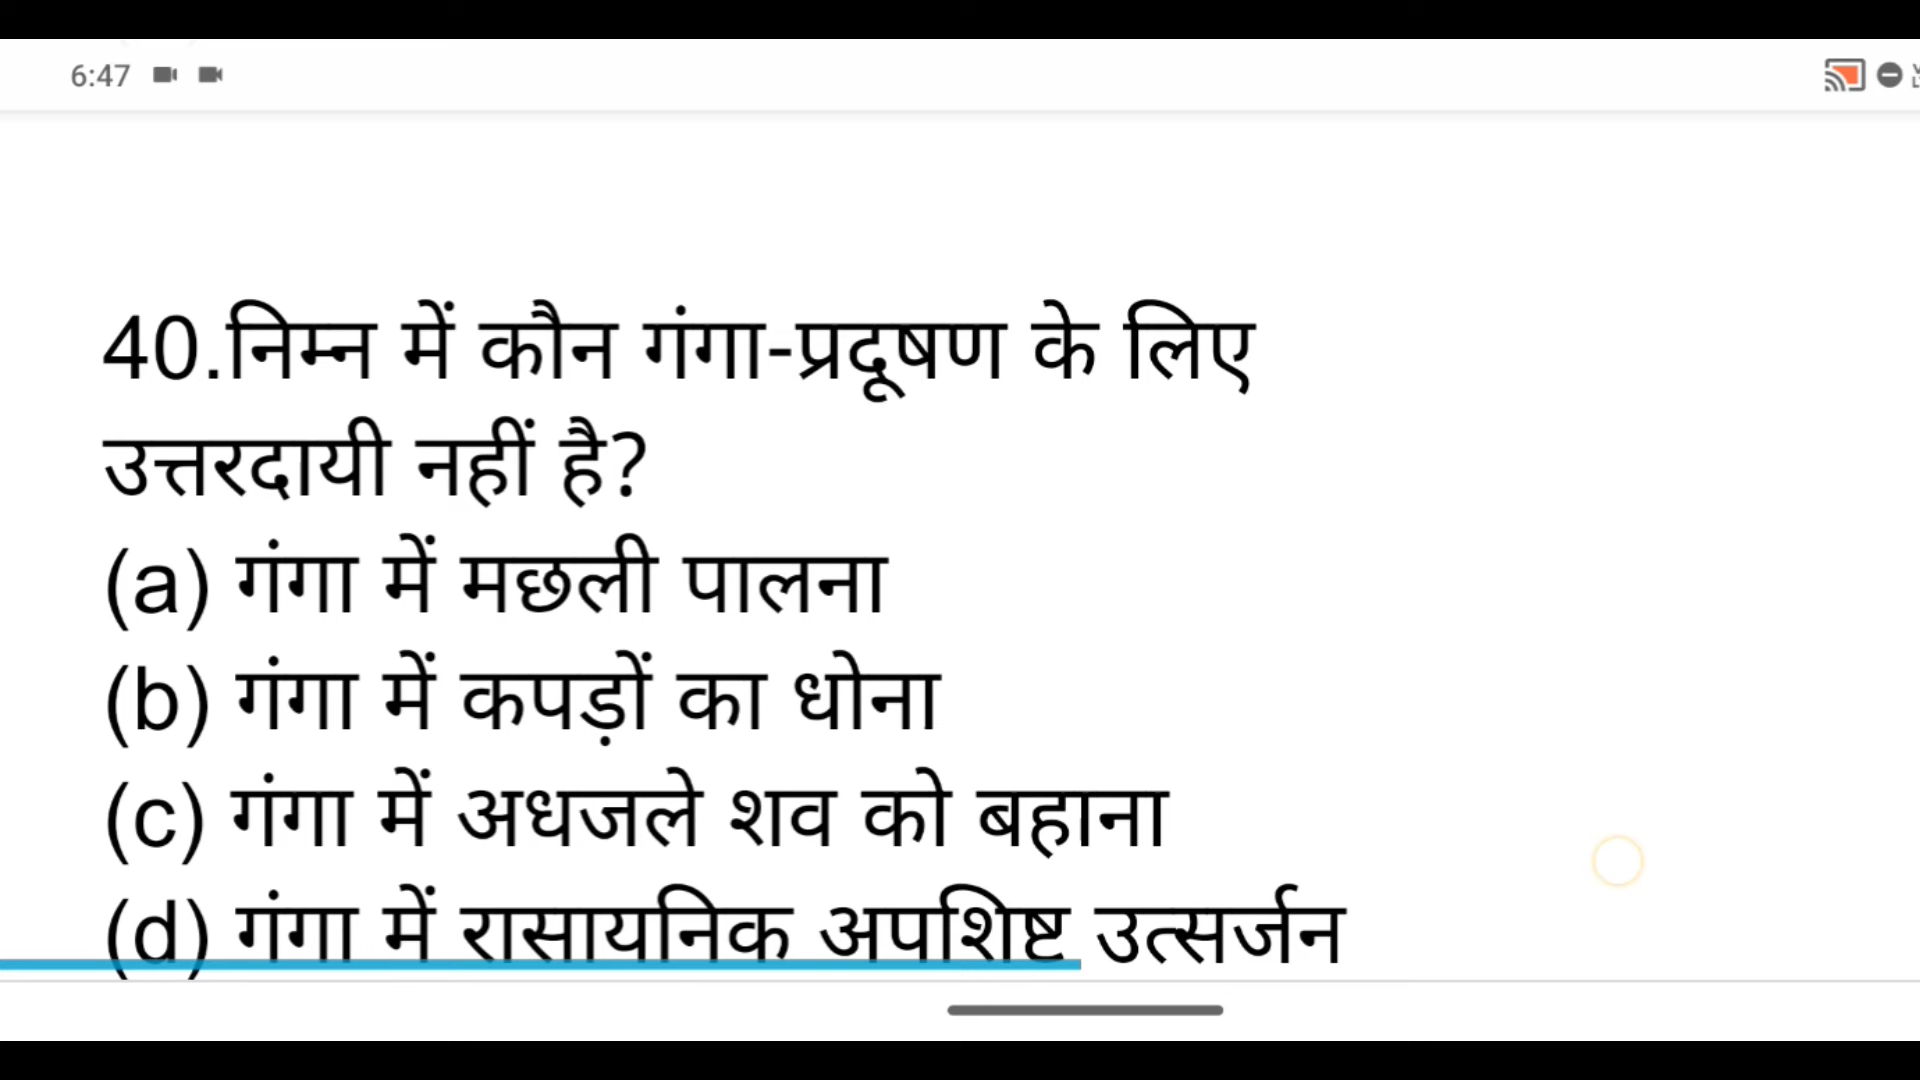 6:47
40.निम्न में कौन गंगा-प्रदूषण के लिए
उत्तरदायी नहीं है?
(a) गंगा में मछली पालना
(b) गंगा में कपड़ों का धोना
(c) गंगा में अधजले शव को बहाना
(d) गंगा में रासायनिक अपशिष्ट उत्सर्जन